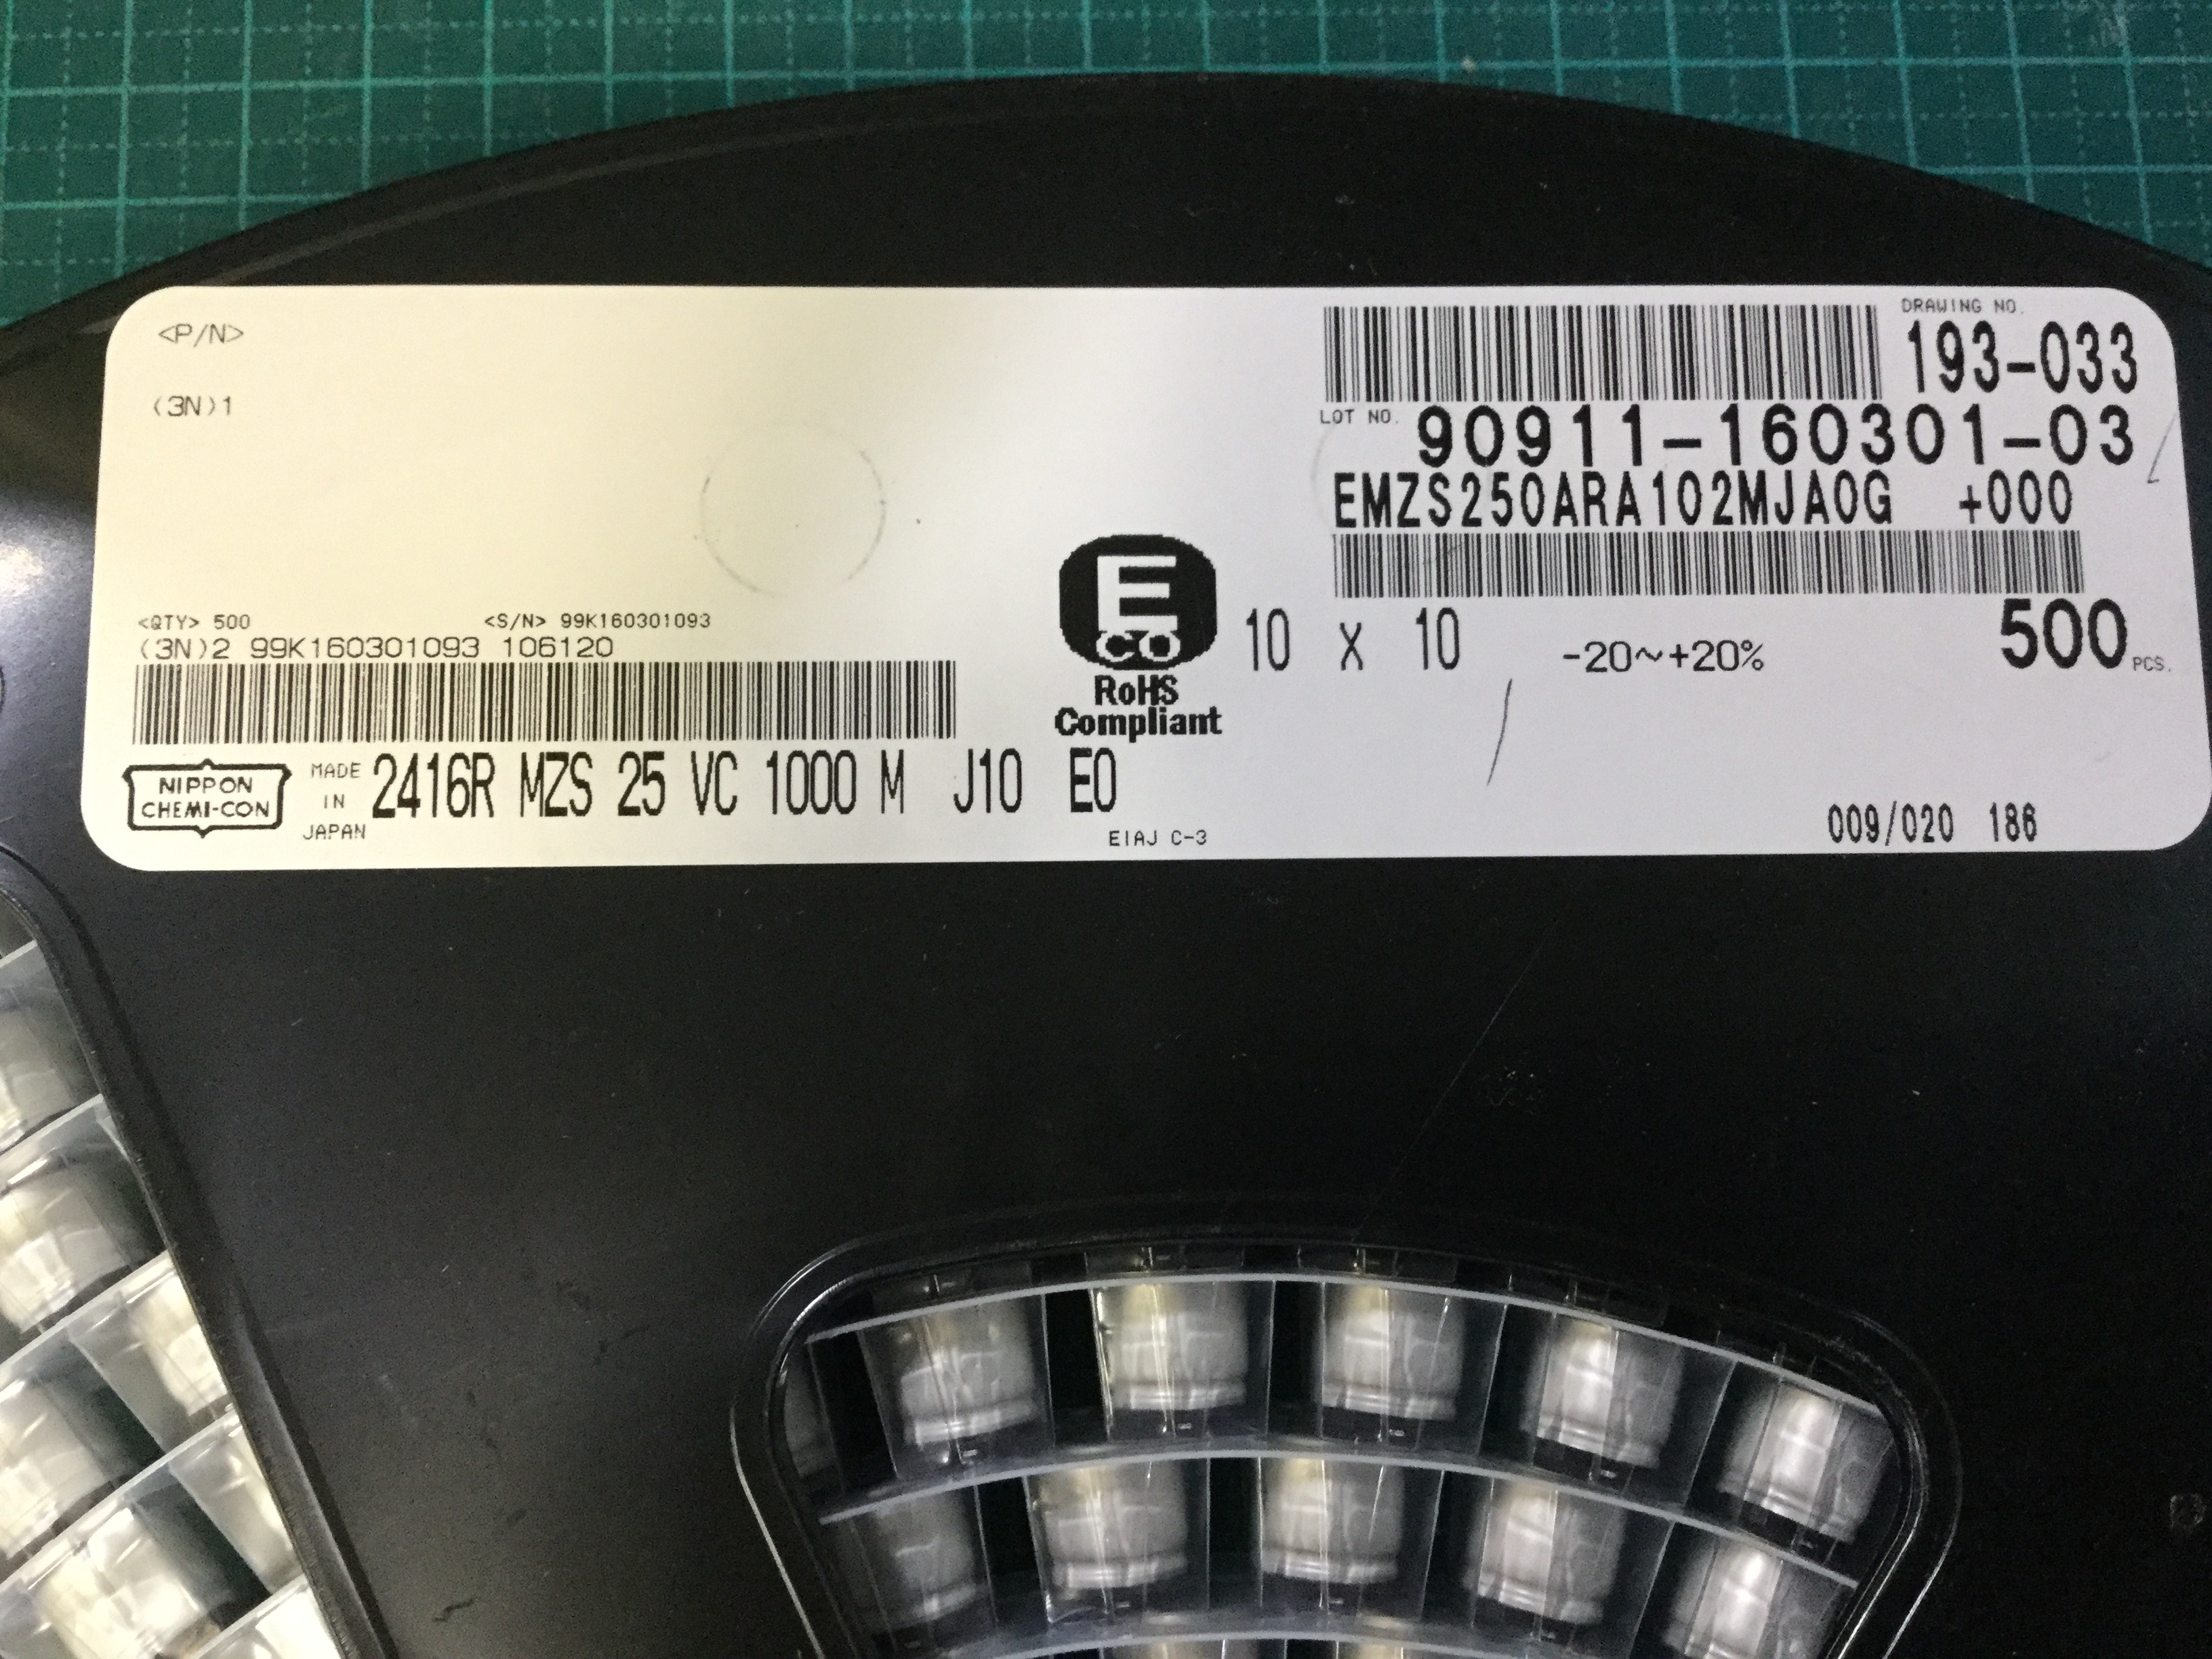 <P/N>
(3N)1
DRAWING NO.
193-033
LOT NO. 90911-160301-03
EMZS250ARA102MJA0G +000
<QTY> 500 <S/N> 99K160301093
(3N)2 99K160301093 106120
E
CO
RoHS
Compliant
10 X 10 -20~+20% 500 PCS.
NIPPON
CHEMI-CON
MADE
IN
JAPAN
2416R MZS 25 VC 1000 M J10 E0
EIAJ C-3
009/020 186